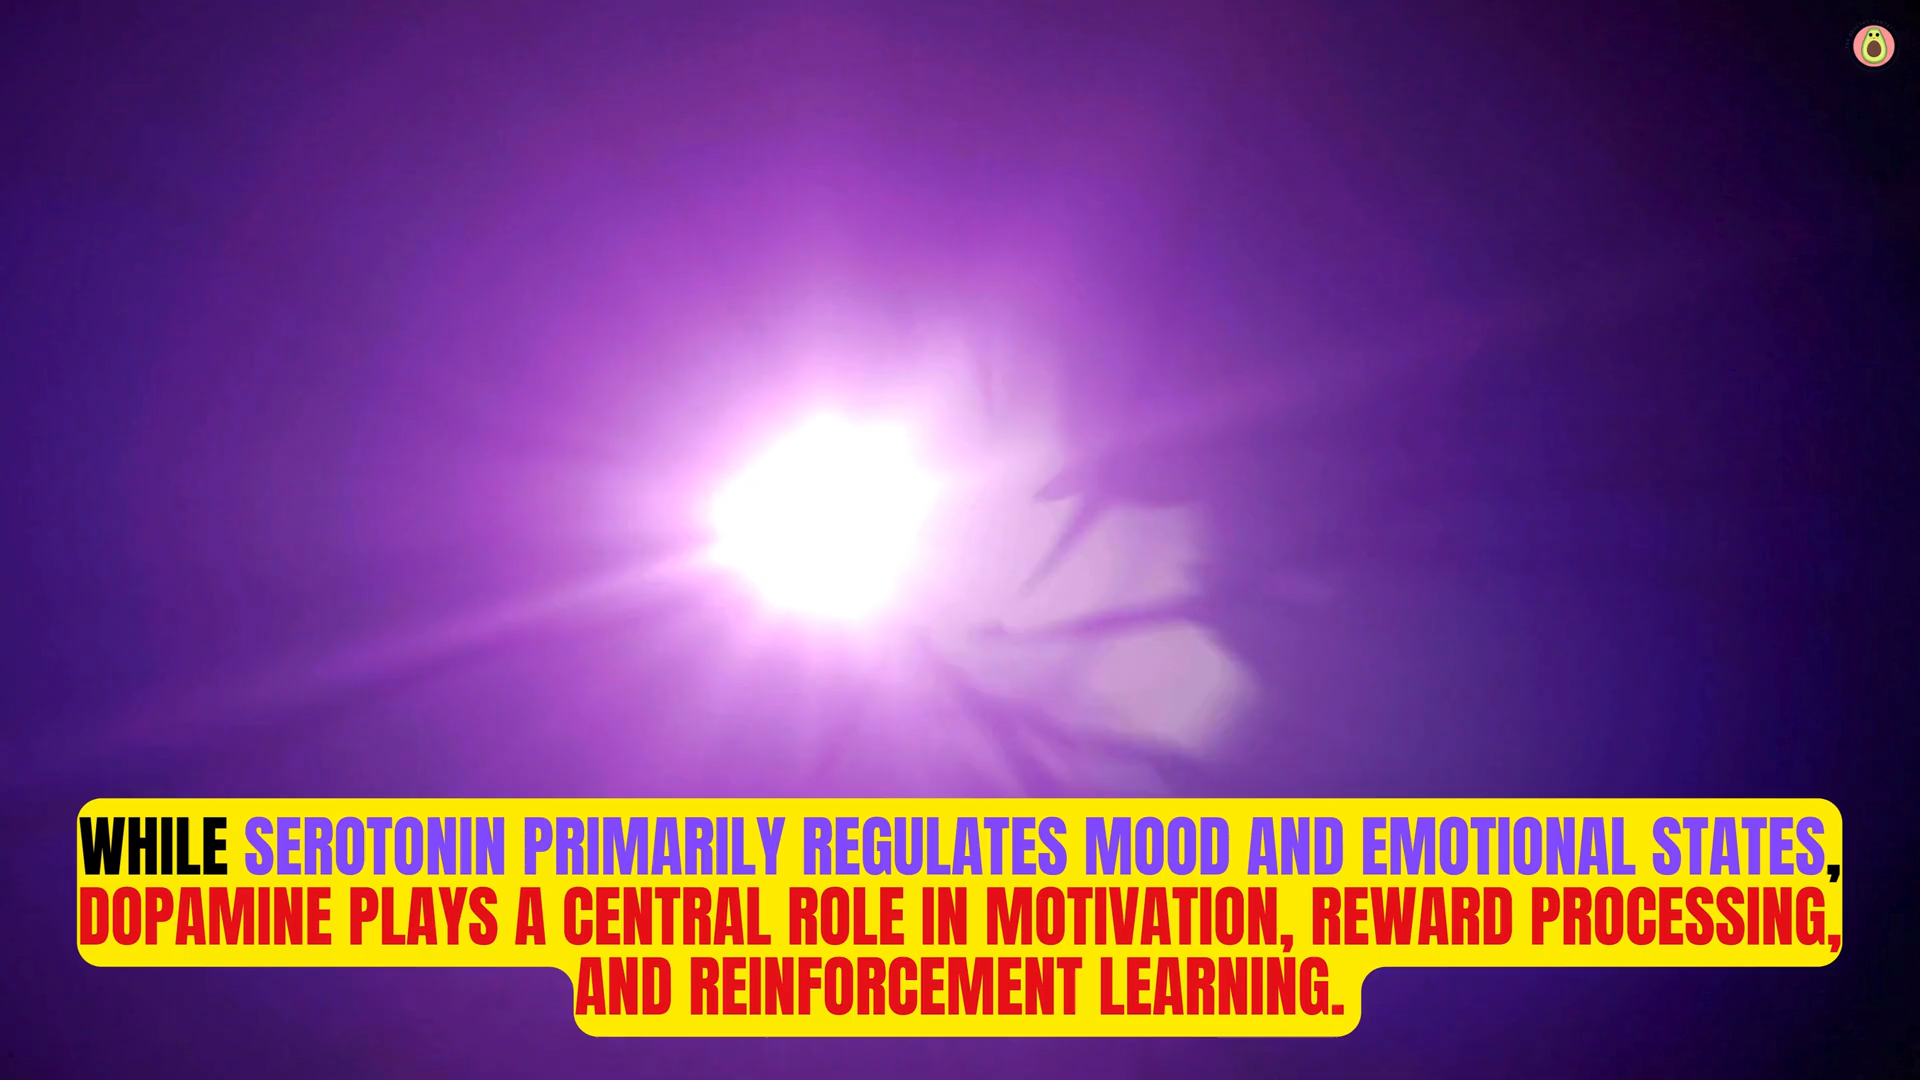 WHILE SEROTONIN PRIMARILY REGULATES MOOD AND EMOTIONAL STATES,
DOPAMINE PLAYS A CENTRAL ROLE IN MOTIVATION, REWARD PROCESSING,
AND REINFORCEMENT LEARNING.